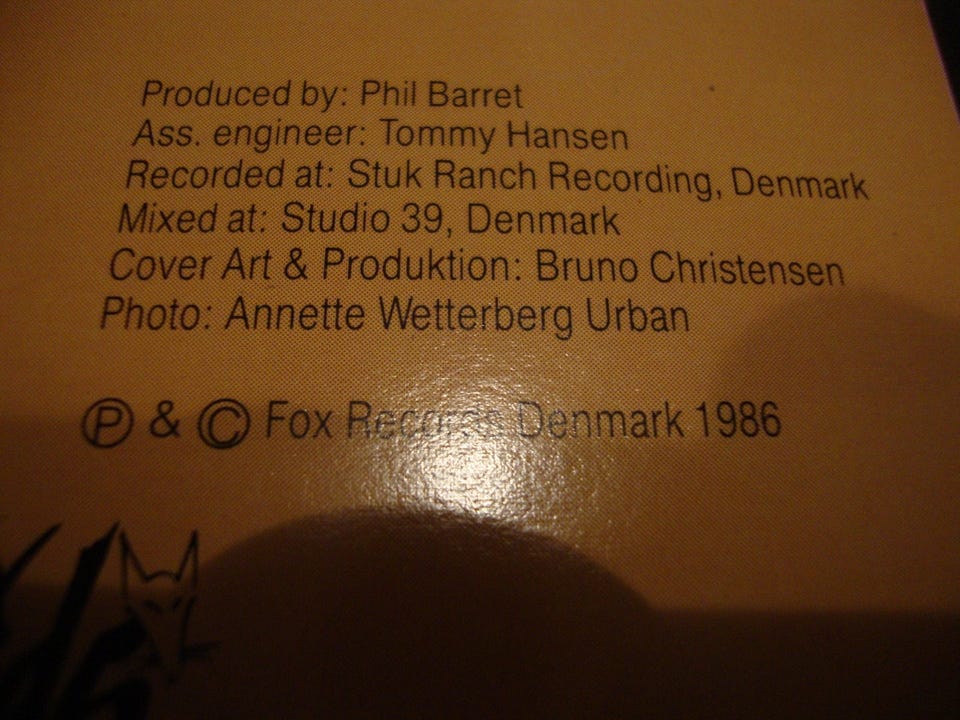 Produced by: Phil Barret
Ass. engineer: Tommy Hansen
Recorded at: Stuk Ranch Recording, Denmark
Mixed at: Studio 39, Denmark
Cover Art & Produktion: Bruno Christensen
Photo: Annette Wetterberg Urban
Ⓟ & © Fox Records Denmark 1986